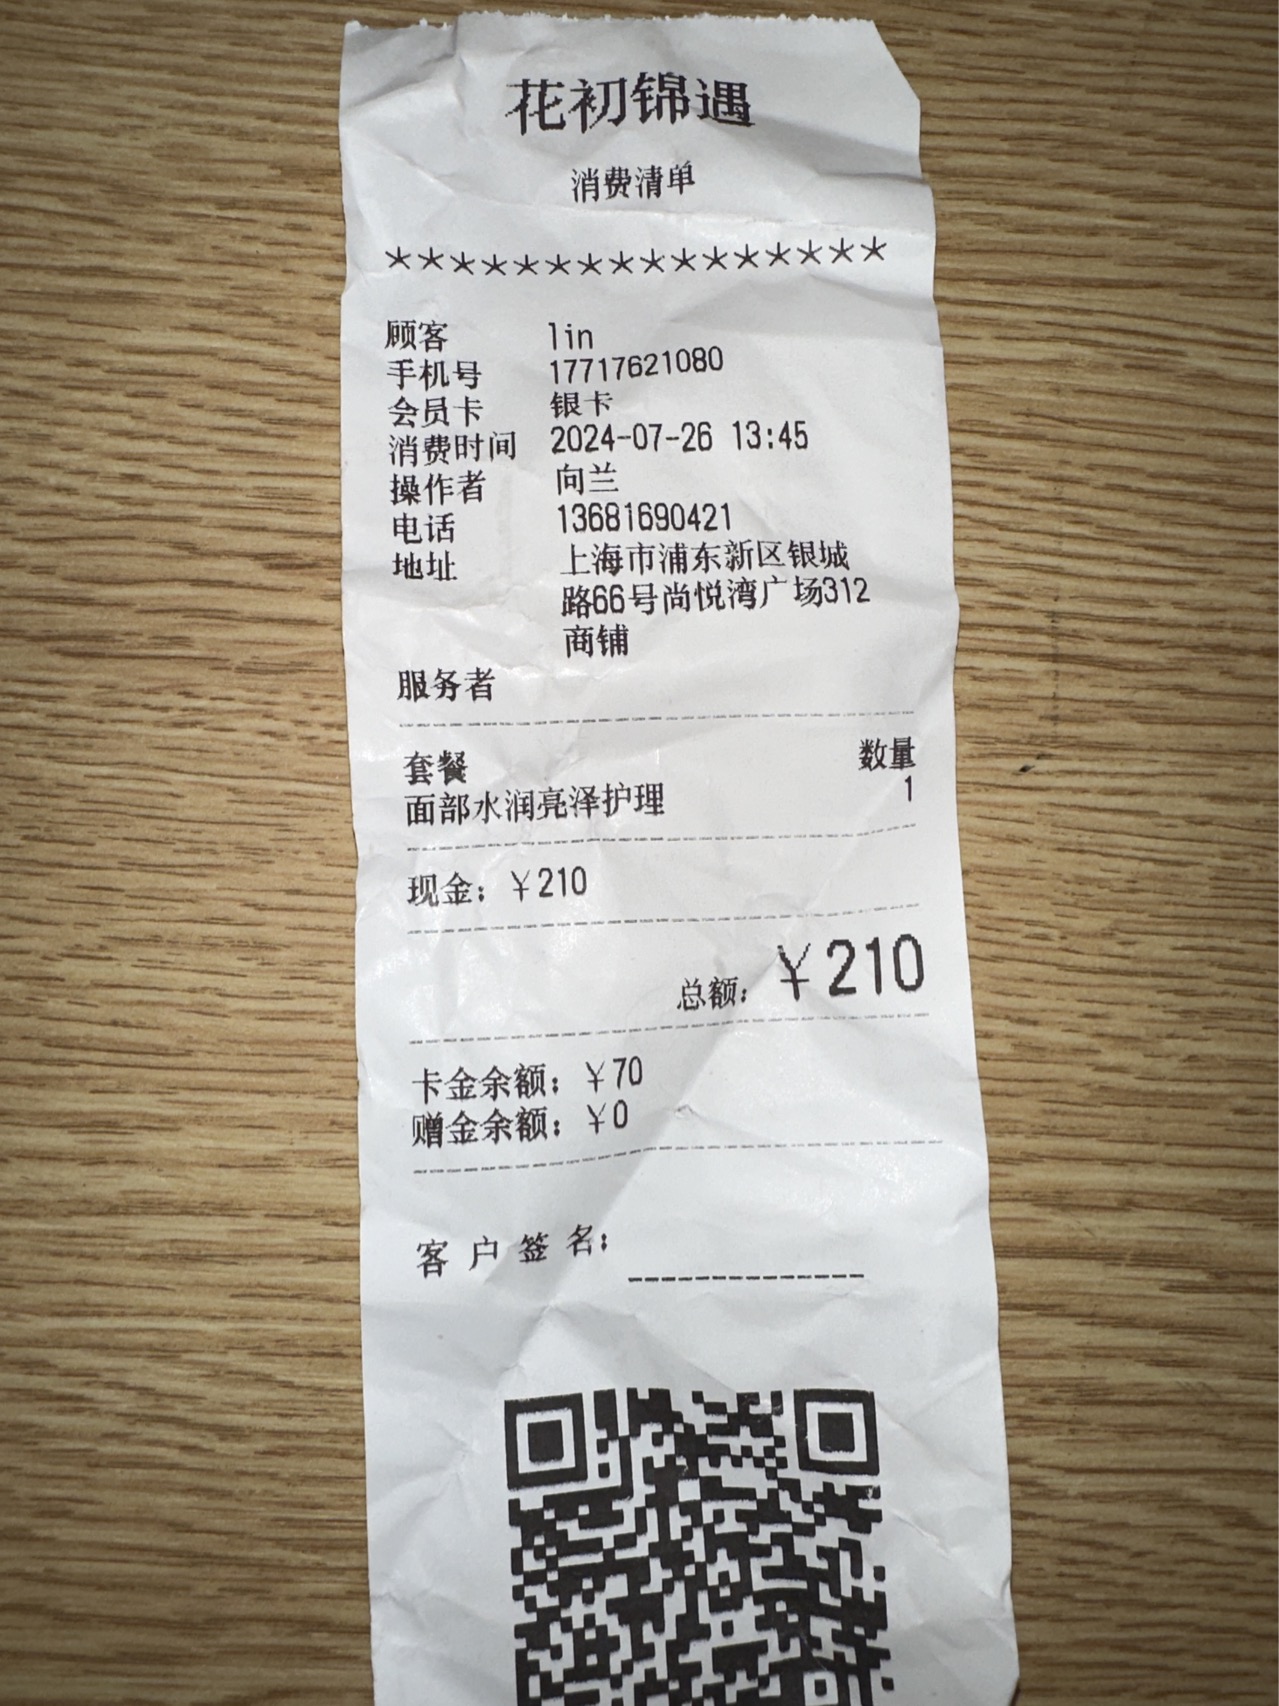 花初锦遇
消费清单
****************
顾客 lin
手机号 17717621080
会员卡 银卡
消费时间 2024-07-26 13:45
操作者 向兰
电话 13681690421
地址 上海市浦东新区银城
路66号尚悦湾广场312
商铺
服务者
套餐 数量
面部水润亮泽护理 1
现金：￥210
总额：￥210
卡金余额：￥70
赠金余额：￥0
客户签名：